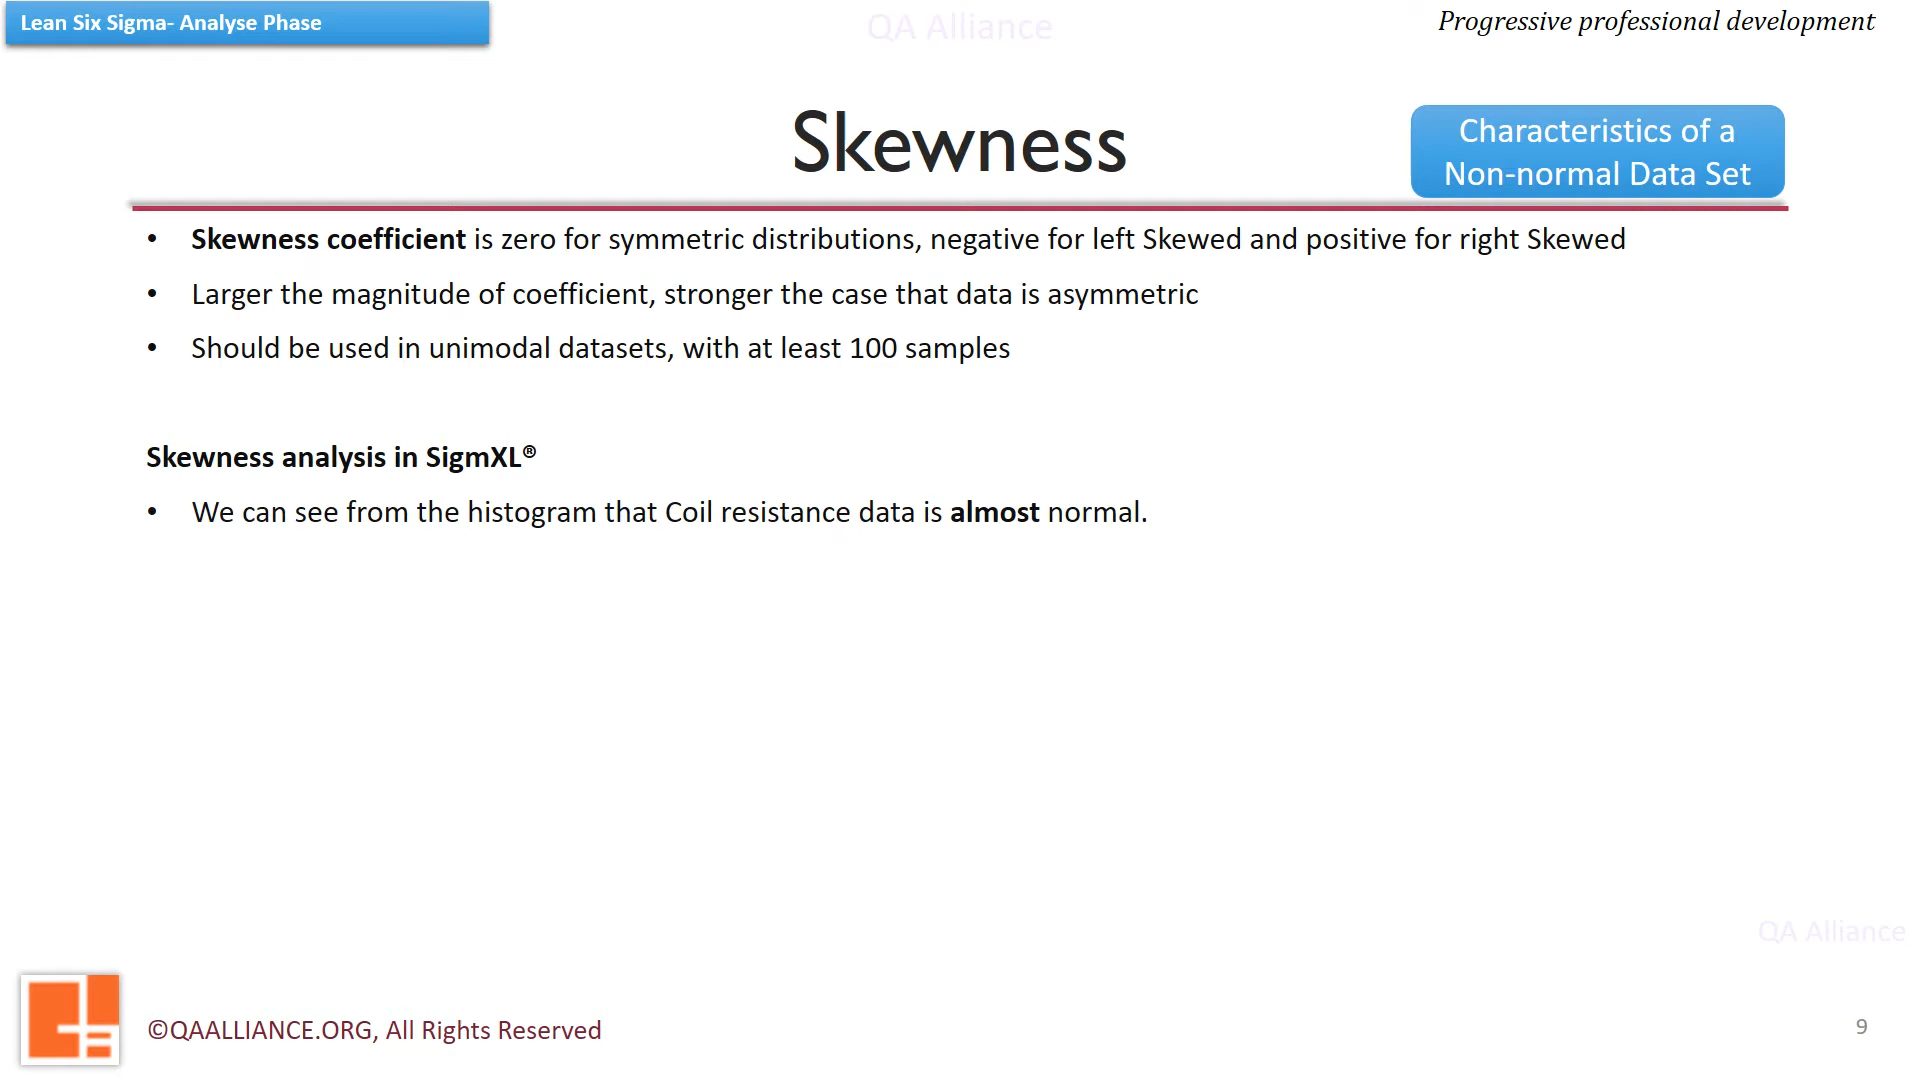 Lean Six Sigma- Analyse Phase
QA Alliance
Progressive professional development
Skewness
Characteristics of a
Non-normal Data Set
• Skewness coefficient is zero for symmetric distributions, negative for left Skewed and positive for right Skewed
• Larger the magnitude of coefficient, stronger the case that data is asymmetric
• Should be used in unimodal datasets, with at least 100 samples
Skewness analysis in SigmXL®
• We can see from the histogram that Coil resistance data is almost normal.
QA Alliance
©QAALLIANCE.ORG, All Rights Reserved
9